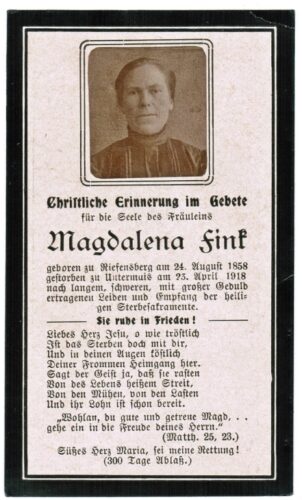 Christliche Erinnerung im Gebete
für die Seele des Fräuleins
Magdalena Fink
geboren zu Riefensberg am 24. August 1858
gestorben zu Untermuis am 23. April 1918
nach langem, schweren, mit großer Geduld
ertragenen Leiden und Empfang der heili-
gen Sterbesakramente.
Sie ruhe in Frieden!
Liebes Herz Jesu, o wie tröstlich
Ist das Sterben doch mit dir,
Und in deinen Augen köstlich
Deiner Frommen Heimgang hier.
Sagt der Geist ja, daß sie rasten
Von des Lebens heißem Streit,
Von den Mühen, von den Lasten
Und ihr Lohn ist schon bereit.
„Wohlan, du gute und getreue Magd, . . .
gehe ein in die Freude deines Herrn.“
(Matth. 25, 23.)
Süßes Herz Maria, sei meine Rettung!
(300 Tage Ablaß.)